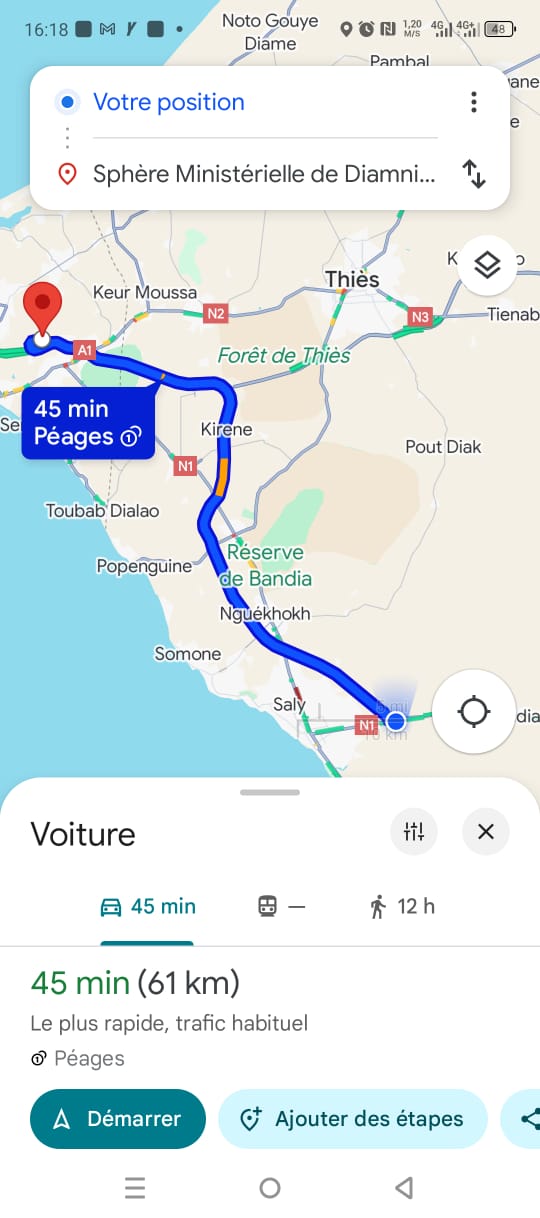 16:18
1,20 M/S
4G
4G+
48
Noto Gouye
Diame
Pambal
Votre position
Sphère Ministérielle de Diamni...
Thiès
Keur Moussa
N2
N3
Tienab
A1
Forêt de Thiès
45 min
Péages
Kirene
Pout Diak
N1
Toubab Dialao
Réserve
de Bandia
Popenguine
Nguékhokh
Somone
Saly
N1
Voiture
45 min
—
12 h
45 min (61 km)
Le plus rapide, trafic habituel
Péages
Démarrer
Ajouter des étapes